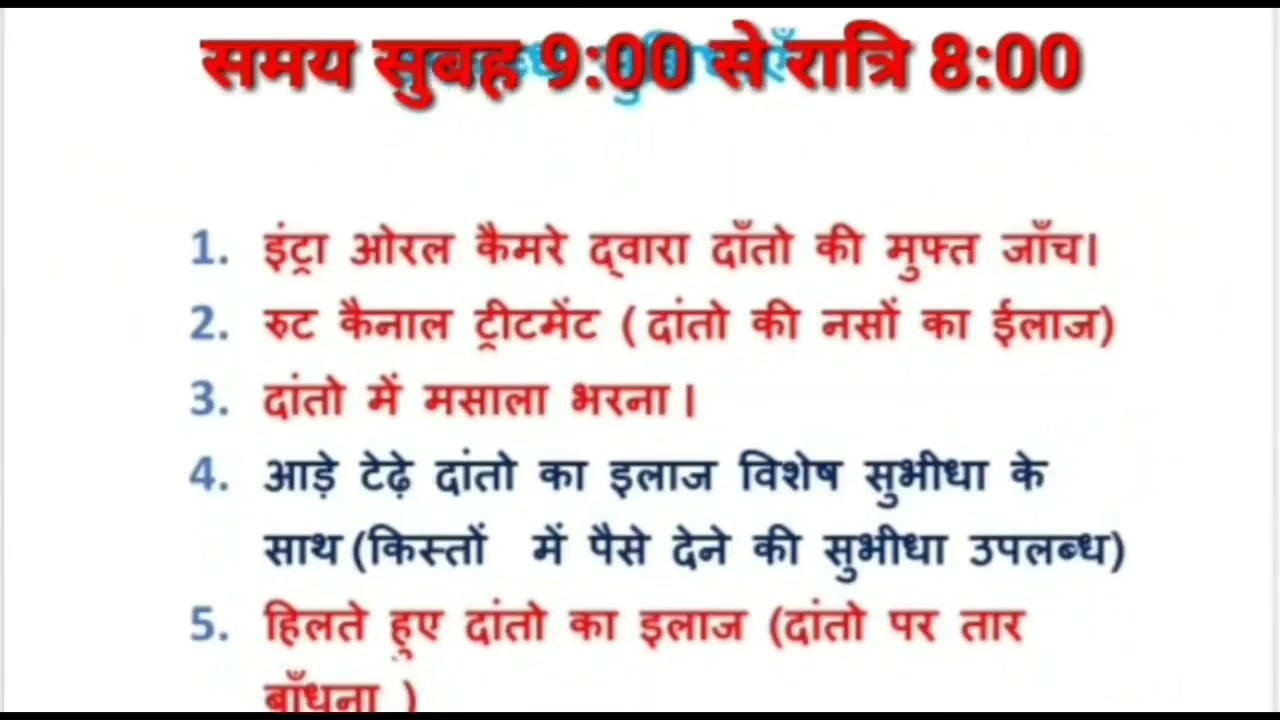 समय सुबह 9:00 से रात्रि 8:00
1. इंट्रा ओरल कैमरे द्वारा दाँतो की मुफ्त जाँच।
2. रुट कैनाल ट्रीटमेंट ( दांतो की नसों का ईलाज)
3. दांतो में मसाला भरना ।
4. आड़े टेढ़े दांतो का इलाज विशेष सुभीधा के
साथ (किस्तों में पैसे देने की सुभीधा उपलब्ध)
5. हिलते हुए दांतो का इलाज (दांतो पर तार
बाँधना )